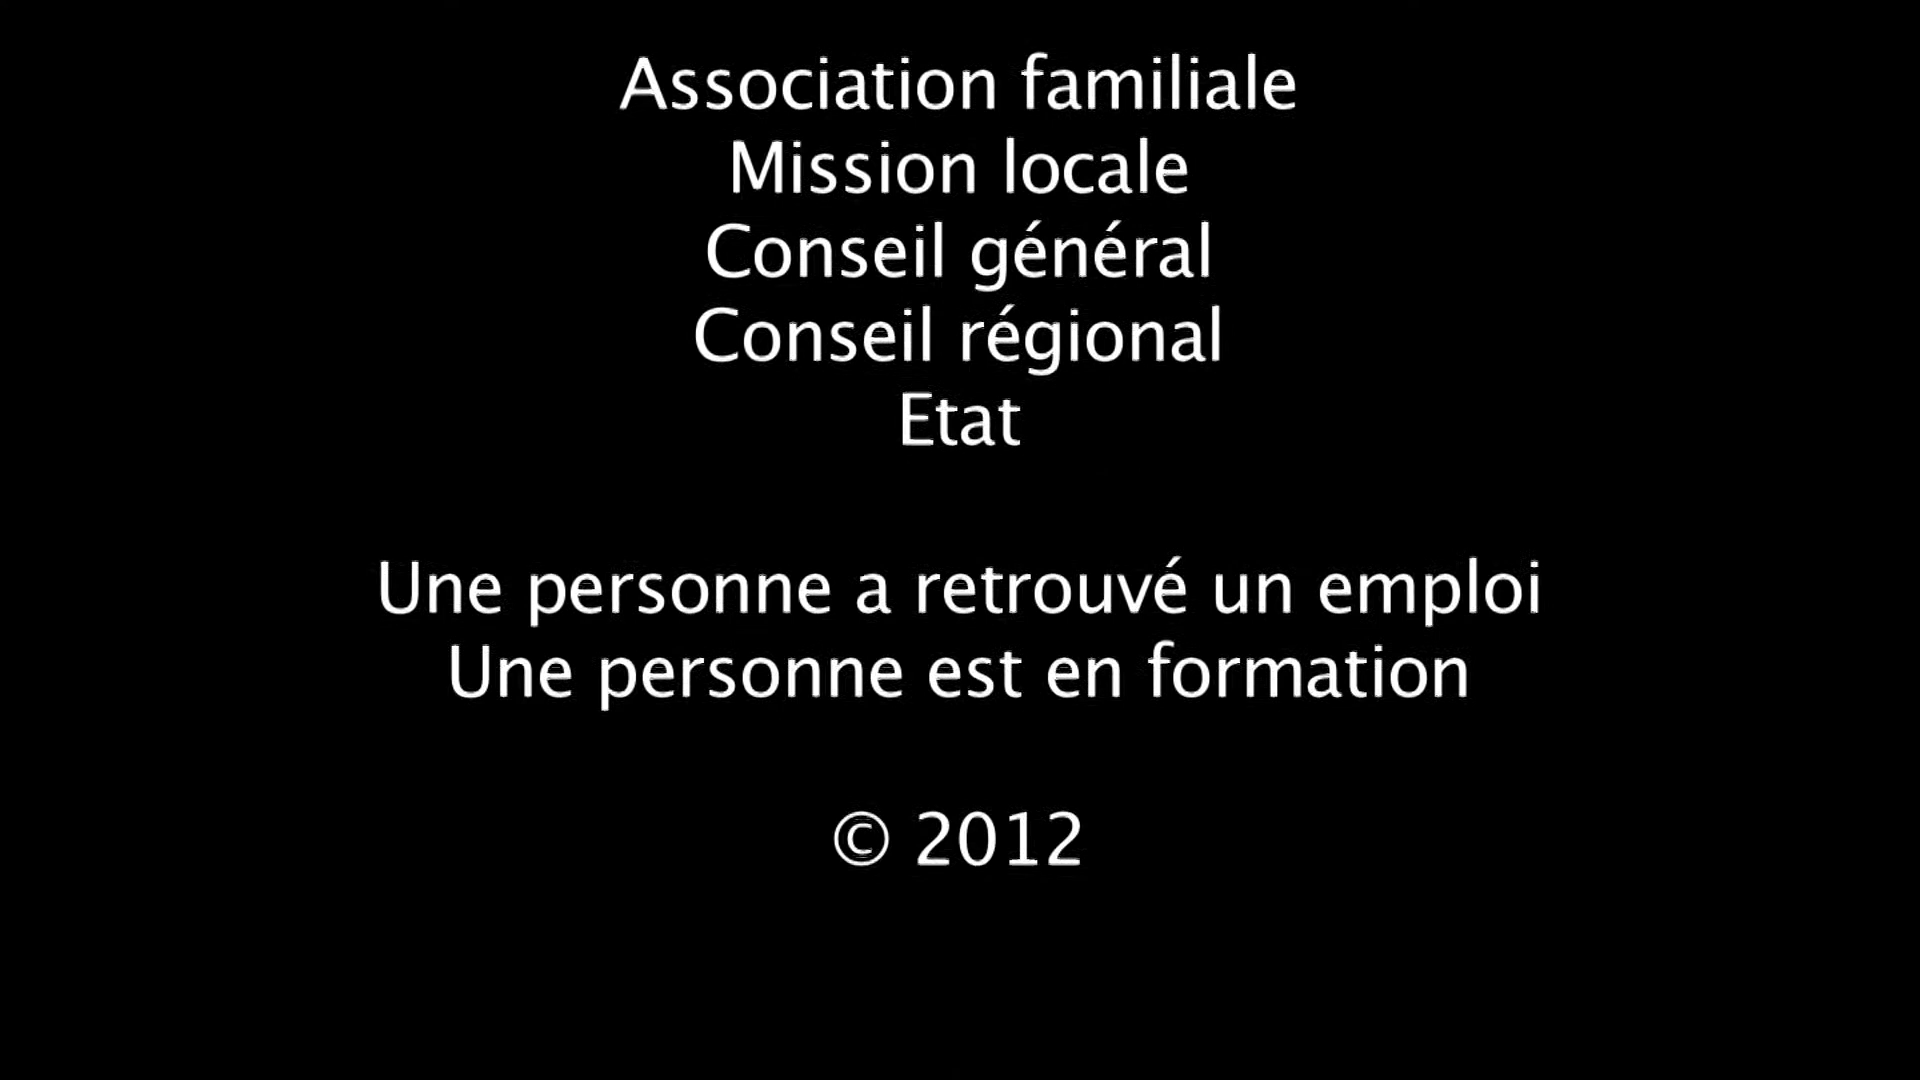 Association familiale
Mission locale
Conseil général
Conseil régional
Etat
Une personne a retrouvé un emploi
Une personne est en formation
© 2012